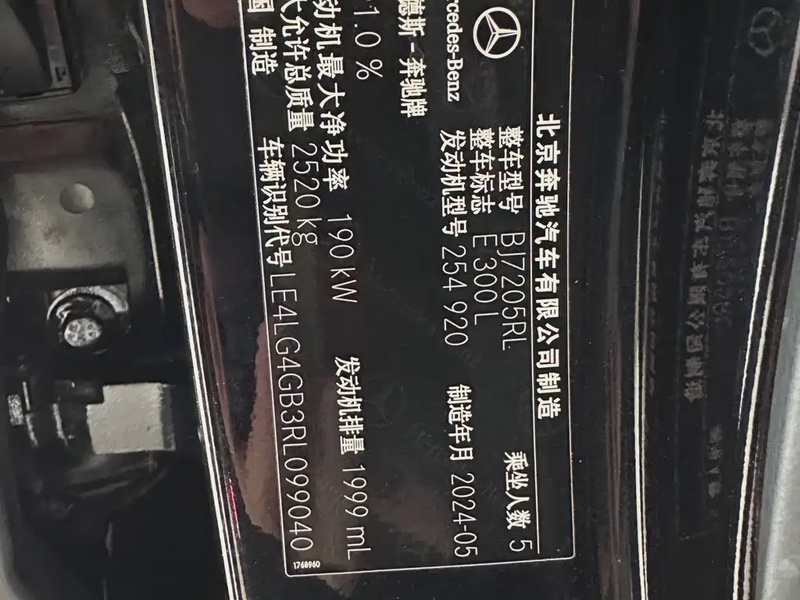 北京奔驰汽车有限公司制造
Mercedes-Benz
德斯-奔驰牌
整车型号 BJ7205RL 乘坐人数 5
整车标志 E 300 L
发动机型号 254 920 制造年月 2024-05
1.0 %
动机最大净功率 190 kW 发动机排量 1999 mL
大允许总质量 2520 kg
国 制造 车辆识别代号 LE4LG4GB3RL099040
1768960